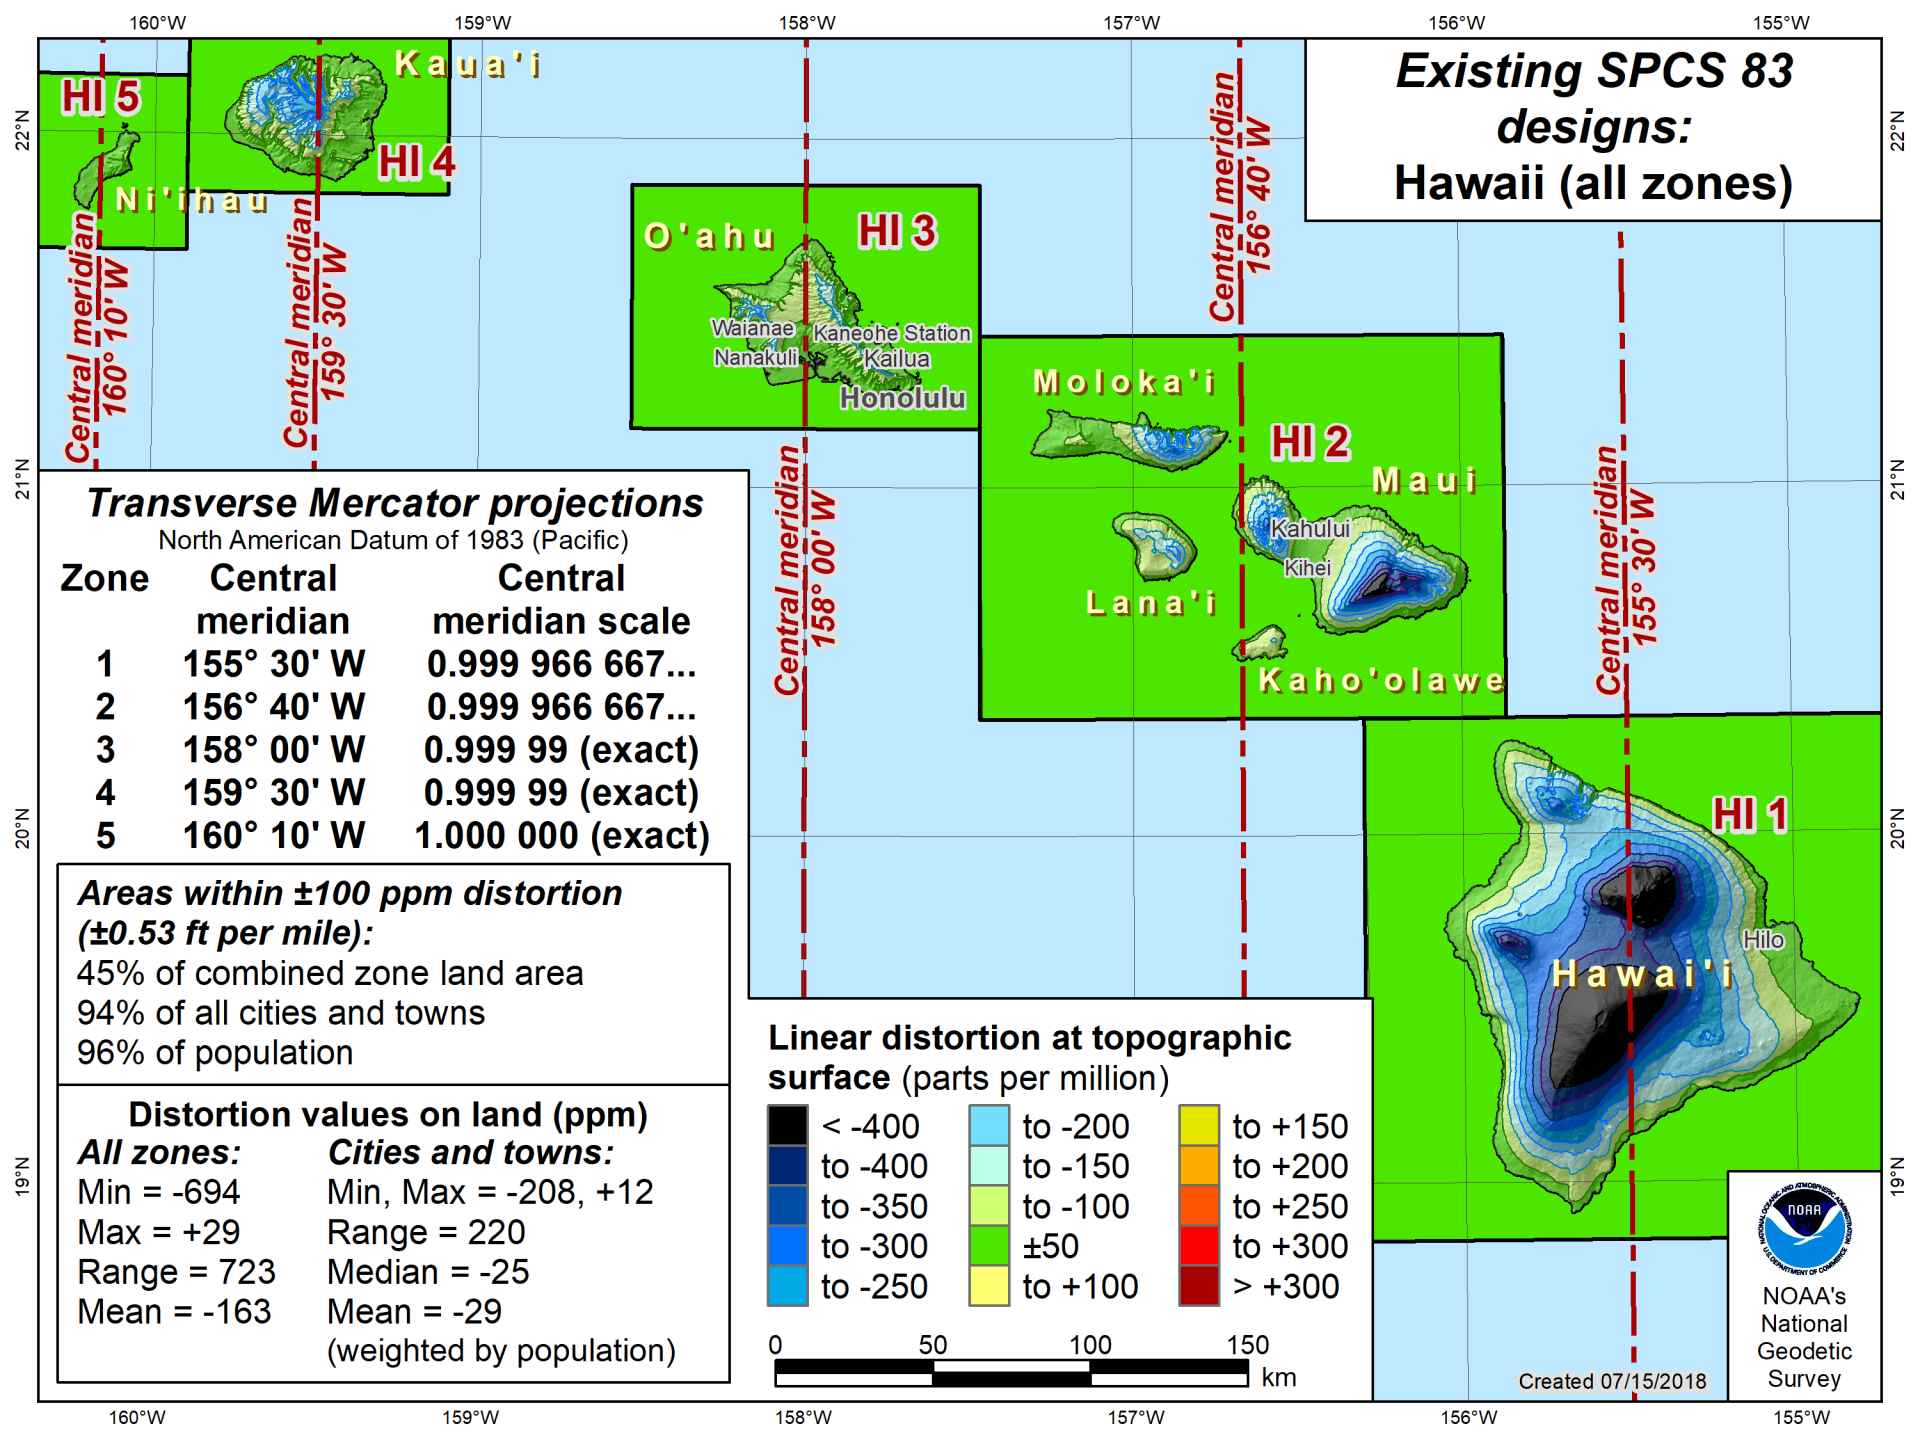 160°W 159°W 158°W 157°W 156°W 155°W
Existing SPCS 83
designs:
Hawaii (all zones)
22°N
22°N
21°N
21°N
20°N
20°N
19°N
19°N
HI 5
Ni'ihau
Kaua'i
HI 4
O'ahu
HI 3
Waianae
Kaneohe Station
Nanakuli
Kailua
Honolulu
Moloka'i
HI 2
Maui
Kahului
Kihei
Lana'i
Kaho'olawe
HI 1
Hilo
Hawai'i
Central meridian
160° 10' W
Central meridian
159° 30' W
Central meridian
158° 00' W
Central meridian
156° 40' W
Central meridian
155° 30' W
Transverse Mercator projections
North American Datum of 1983 (Pacific)
Zone Central Central
meridian meridian scale
1 155° 30' W 0.999 966 667...
2 156° 40' W 0.999 966 667...
3 158° 00' W 0.999 99 (exact)
4 159° 30' W 0.999 99 (exact)
5 160° 10' W 1.000 000 (exact)
Areas within ±100 ppm distortion
(±0.53 ft per mile):
45% of combined zone land area
94% of all cities and towns
96% of population
Distortion values on land (ppm)
All zones: Cities and towns:
Min = -694 Min, Max = -208, +12
Max = +29 Range = 220
Range = 723 Median = -25
Mean = -163 Mean = -29
(weighted by population)
Linear distortion at topographic
surface (parts per million)
< -400 to -200 to +150
to -400 to -150 to +200
to -350 to -100 to +250
to -300 ±50 to +300
to -250 to +100 > +300
0 50 100 150
km
NATIONAL OCEANIC AND ATMOSPHERIC ADMINISTRATION
NOAA
U.S. DEPARTMENT OF COMMERCE
NOAA's
National
Geodetic
Survey
Created 07/15/2018
160°W 159°W 158°W 157°W 156°W 155°W